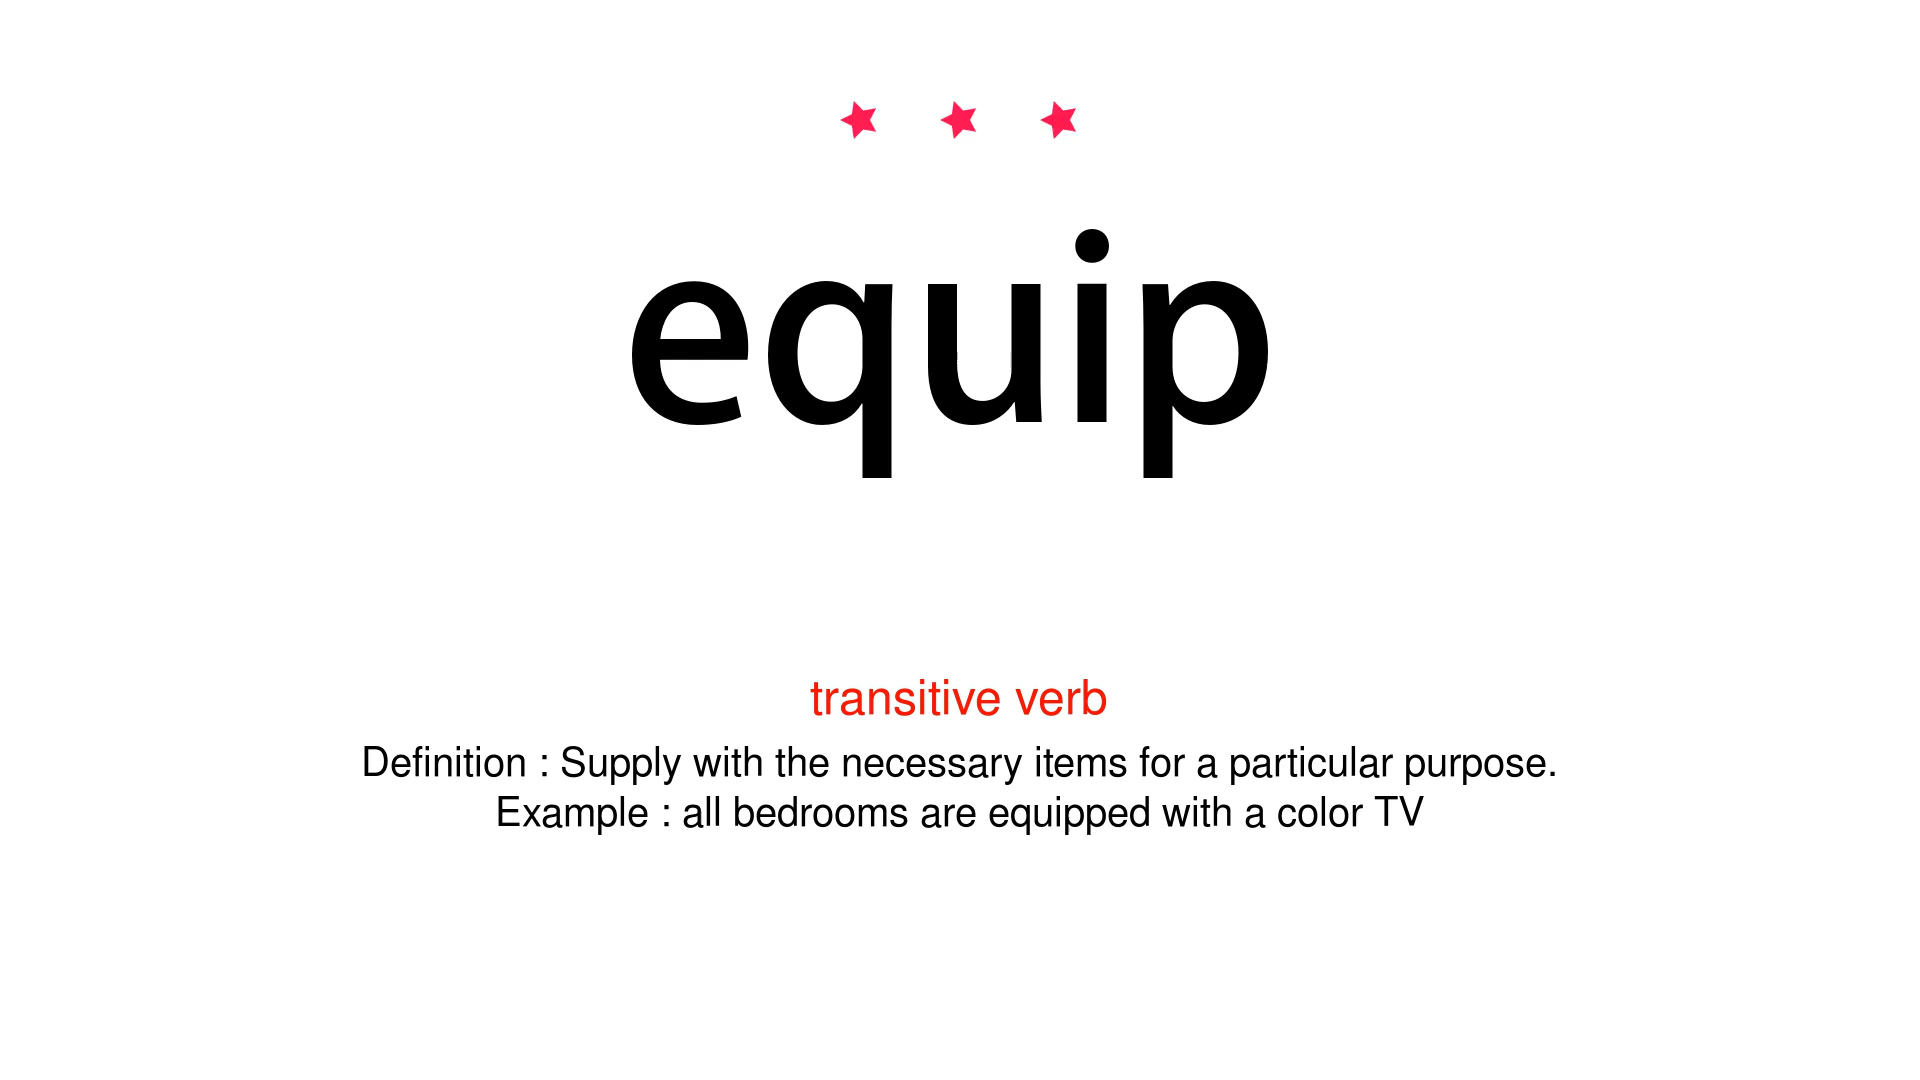 equip
transitive verb
Definition : Supply with the necessary items for a particular purpose.
Example : all bedrooms are equipped with a color TV